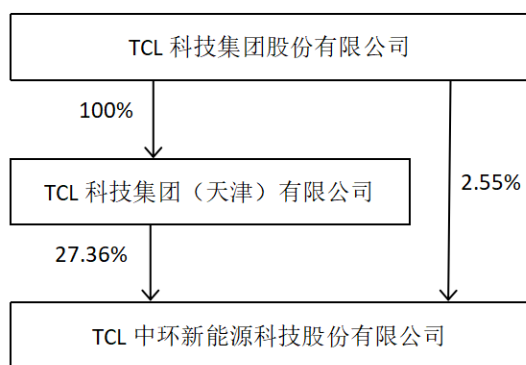 TCL 科技集团股份有限公司
100%
TCL 科技集团（天津）有限公司
2.55%
27.36%
TCL 中环新能源科技股份有限公司